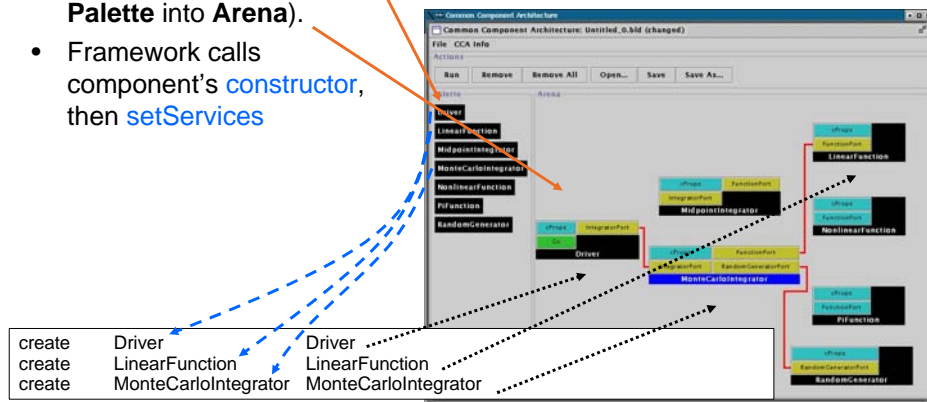 Palette into Arena).
• Framework calls
component's constructor,
then setServices
Common Component Architecture
Common Component Architecture: Untitled_0.bld (changed)
File CCA Info
Actions
Run Remove Remove All Open... Save Save As...
Palette Arena
Driver
LinearFunction
MidpointIntegrator
MonteCarloIntegrator
NonlinearFunction
PiFunction
RandomGenerator
cProps
FunctionPort
LinearFunction
cProps FunctionPort
IntegratorPort
MidpointIntegrator
cProps
FunctionPort
NonlinearFunction
cProps IntegratorPort
Go
Driver
cProps FunctionPort
IntegratorPort RandomGeneratorPort
MonteCarloIntegrator
cProps
FunctionPort
PiFunction
cProps
RandomGeneratorPort
RandomGenerator
create Driver Driver
create LinearFunction LinearFunction
create MonteCarloIntegrator MonteCarloIntegrator